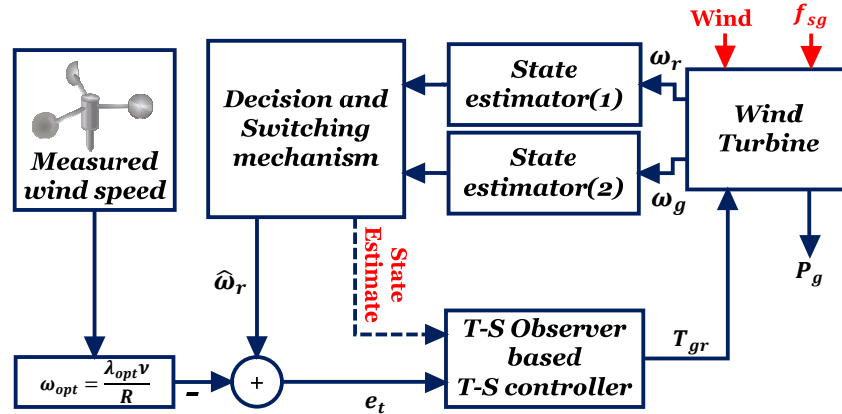 Wind
f_sg
ω_r
State
estimator(1)
Decision and
Switching
mechanism
Wind
Turbine
Measured
wind speed
State
estimator(2)
ω_g
State
Estimate
ω̂_r
P_g
T-S Observer
based
T-S controller
T_gr
ω_opt = λ_opt ν / R
-
+
e_t